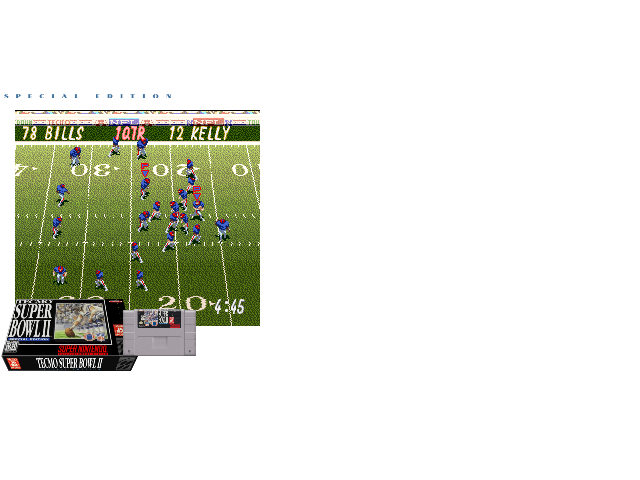 SPECIAL EDITION
78 BILLS 1QTR 12 KELLY
30 20
20 4:45
TECMO
SUPER
BOWL II
SPECIAL EDITION
SUPER NINTENDO
TECMO SUPER BOWL II